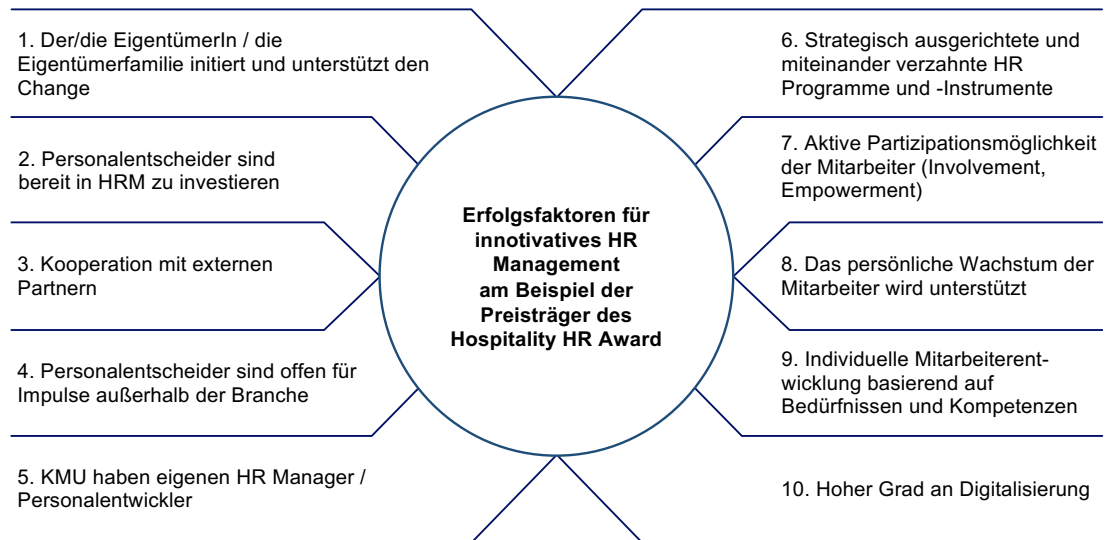 1. Der/die EigentümerIn / die
Eigentümerfamilie initiert und unterstützt den
Change
2. Personalentscheider sind
bereit in HRM zu investieren
3. Kooperation mit externen
Partnern
4. Personalentscheider sind offen für
Impulse außerhalb der Branche
5. KMU haben eigenen HR Manager /
Personalentwickler
Erfolgsfaktoren für
innotivatives HR
Management
am Beispiel der
Preisträger des
Hospitality HR Award
6. Strategisch ausgerichtete und
miteinander verzahnte HR
Programme und -Instrumente
7. Aktive Partizipationsmöglichkeit
der Mitarbeiter (Involvement,
Empowerment)
8. Das persönliche Wachstum der
Mitarbeiter wird unterstützt
9. Individuelle Mitarbeiterent-
wicklung basierend auf
Bedürfnissen und Kompetenzen
10. Hoher Grad an Digitalisierung